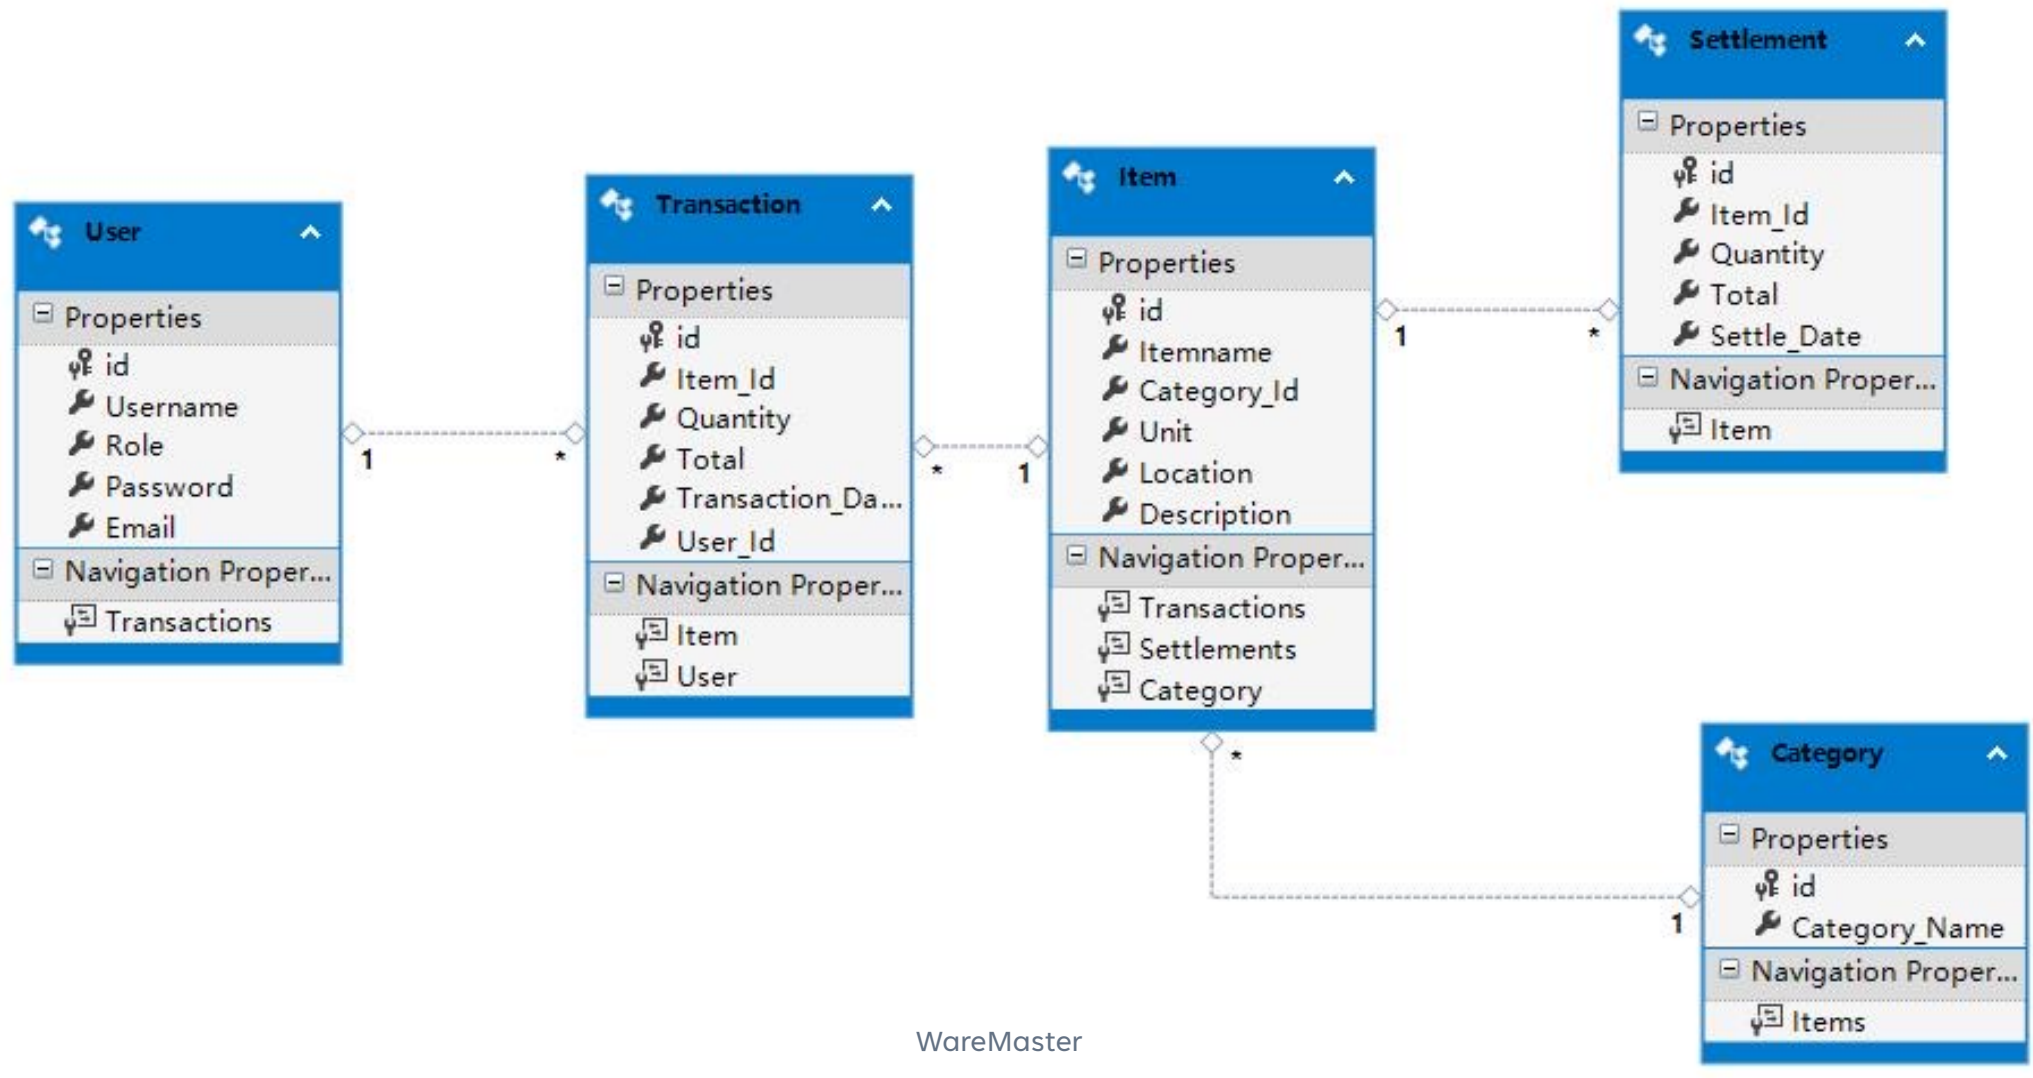 User
Properties
id
Username
Role
Password
Email
Navigation Proper...
Transactions
1
*
Transaction
Properties
id
Item_Id
Quantity
Total
Transaction_Da...
User_Id
Navigation Proper...
Item
User
*
1
Item
Properties
id
Itemname
Category_Id
Unit
Location
Description
Navigation Proper...
Transactions
Settlements
Category
1
*
Settlement
Properties
id
Item_Id
Quantity
Total
Settle_Date
Navigation Proper...
Item
*
1
Category
Properties
id
Category_Name
Navigation Proper...
Items
WareMaster